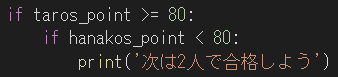 if taros_point >= 80:
    if hanakos_point < 80:
        print('次は2人で合格しよう')